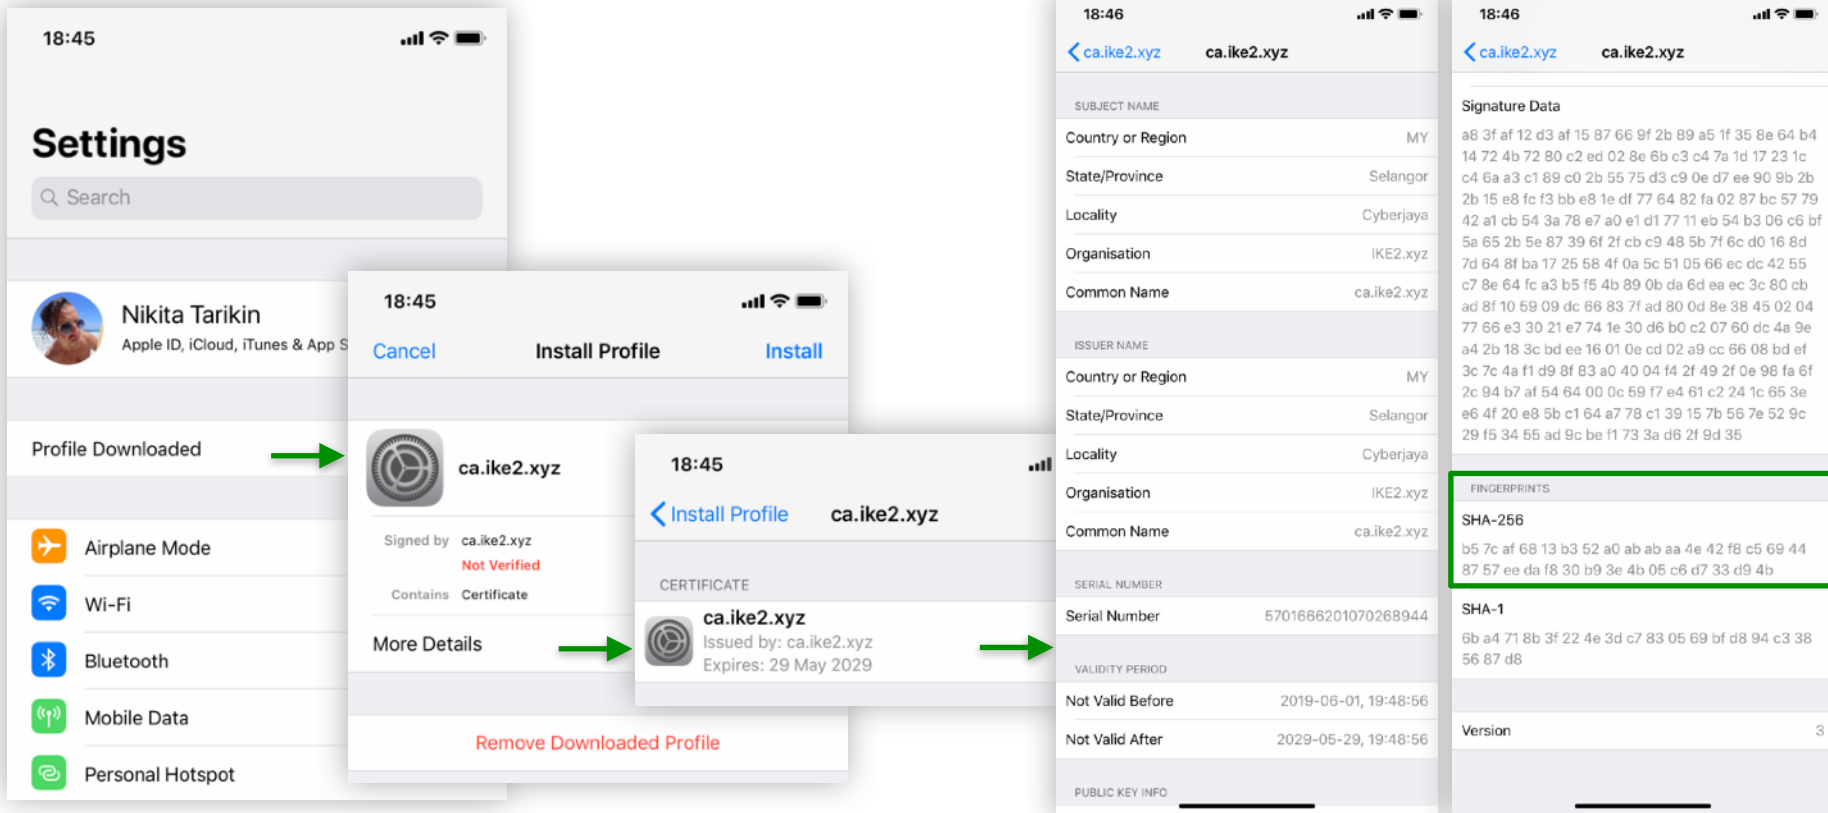 18:45
Settings
Search
Nikita Tarikin
Apple ID, iCloud, iTunes & App S
Profile Downloaded
Airplane Mode
Wi-Fi
Bluetooth
Mobile Data
Personal Hotspot
18:45
Cancel
Install Profile
Install
ca.ike2.xyz
Signed by ca.ike2.xyz
Not Verified
Contains Certificate
More Details
Remove Downloaded Profile
18:45
Install Profile
ca.ike2.xyz
CERTIFICATE
ca.ike2.xyz
Issued by: ca.ike2.xyz
Expires: 29 May 2029
18:46
ca.ike2.xyz
ca.ike2.xyz
SUBJECT NAME
Country or Region MY
State/Province Selangor
Locality Cyberjaya
Organisation IKE2.xyz
Common Name ca.ike2.xyz
ISSUER NAME
Country or Region MY
State/Province Selangor
Locality Cyberjaya
Organisation IKE2.xyz
Common Name ca.ike2.xyz
SERIAL NUMBER
Serial Number 5701666201070268944
VALIDITY PERIOD
Not Valid Before 2019-06-01, 19:48:56
Not Valid After 2029-05-29, 19:48:56
PUBLIC KEY INFO
18:46
ca.ike2.xyz
ca.ike2.xyz
Signature Data
a8 3f af 12 d3 af 15 87 66 9f 2b 89 a5 1f 35 8e 64 b4
14 72 4b 72 80 c2 ed 02 8e 6b c3 c4 7a 1d 17 23 1c
c4 6a a3 c1 89 c0 2b 55 75 d3 c9 0e d7 ee 90 9b 2b
2b 15 e8 fc f3 bb e8 1e df 77 64 82 fa 02 87 bc 57 79
42 a1 cb 54 3a 78 e7 a0 e1 d1 77 11 eb 54 b3 06 c6 bf
5a 65 2b 5e 87 39 6f 2f cb c9 48 5b 7f 6c d0 16 8d
7d 64 8f ba 17 25 58 4f 0a 5c 51 05 66 ec dc 42 55
c7 8e 64 fc a3 b5 f5 4b 89 0b da 6d ea ec 3c 80 cb
ad 8f 10 59 09 dc 66 83 7f ad 80 0d 8e 38 45 02 04
77 66 e3 30 21 e7 74 1e 30 d6 b0 c2 07 60 dc 4a 9e
a4 2b 18 3c bd ee 16 01 0e cd 02 a9 cc 66 08 bd ef
3c 7c 4a f1 d9 8f 83 a0 40 04 f4 2f 49 2f 0e 98 fa 6f
2c 94 b7 af 54 64 00 0c 59 f7 e4 61 c2 24 1c 65 3e
e6 4f 20 e8 5b c1 64 a7 78 c1 39 15 7b 56 7e 52 9c
29 f5 34 55 ad 9c be f1 73 3a d6 2f 9d 35
FINGERPRINTS
SHA-256
b5 7c af 68 13 b3 52 a0 ab ab aa 4e 42 f8 c5 69 44
87 57 ee da f8 30 b9 3e 4b 05 c6 d7 33 d9 4b
SHA-1
6b a4 71 8b 3f 22 4e 3d c7 83 05 69 bf d8 94 c3 38
56 87 d8
Version 3